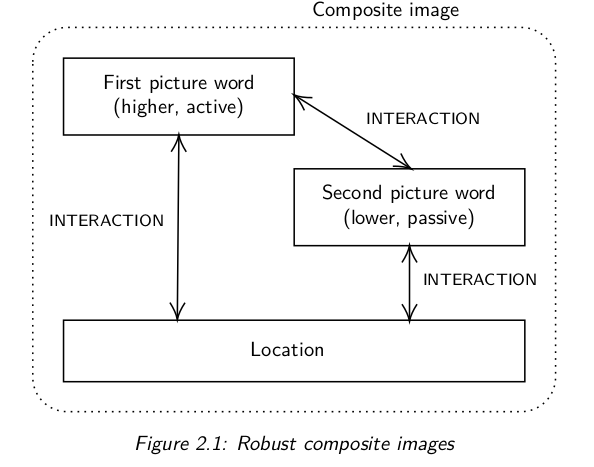 Composite image
First picture word
(higher, active)
INTERACTION
Second picture word
(lower, passive)
INTERACTION
INTERACTION
Location
Figure 2.1: Robust composite images